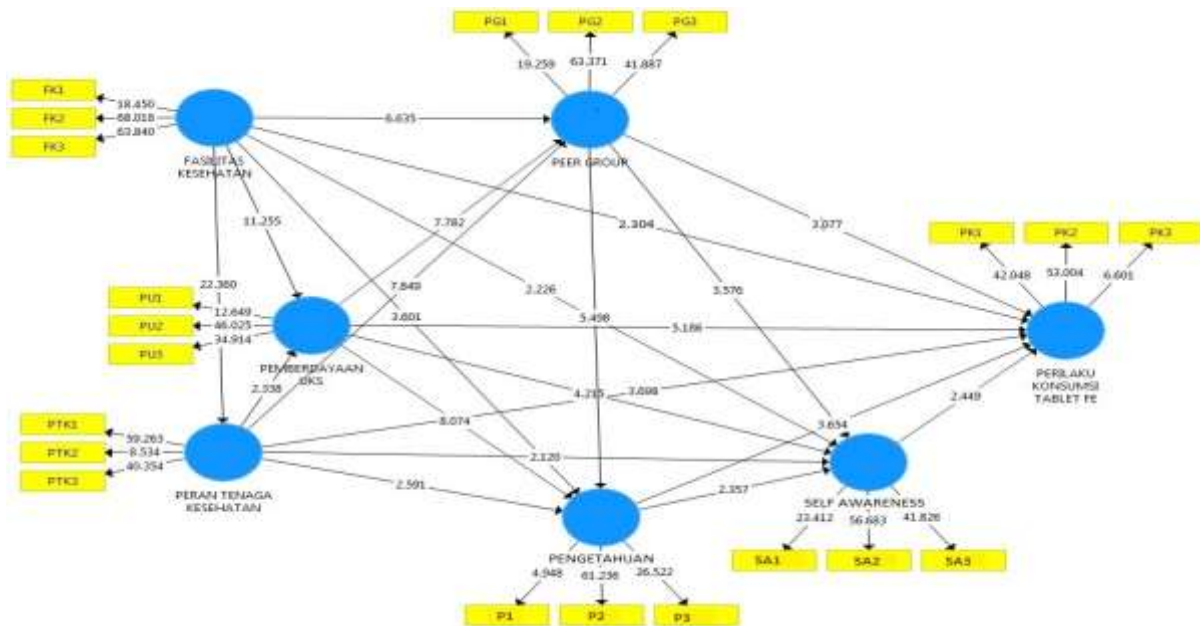 PG1
PG2
PG3
19.259
63.371
41.887
FK1
FK2
FK3
18.450
68.018
63.840
FASILITAS
KESEHATAN
6.635
PEER GROUP
11.255
7.782
2.304
3.077
PK1
PK2
PK3
42.048
53.004
6.601
22.360
7.849
2.226
3.576
PU1
PU2
PU3
12.649
46.025
34.914
3.601
5.498
5.188
PEMBERDAYAAN
UKS
PERILAKU
KONSUMSI
TABLET FE
2.338
4.215
3.698
2.449
PTK1
PTK2
PTK3
59.263
8.534
40.354
8.074
3.654
2.120
PERAN TENAGA
KESEHATAN
2.591
2.357
SELF AWARENESS
23.412
56.683
41.826
PENGETAHUAN
4.948
61.236
26.522
SA1
SA2
SA3
P1
P2
P3